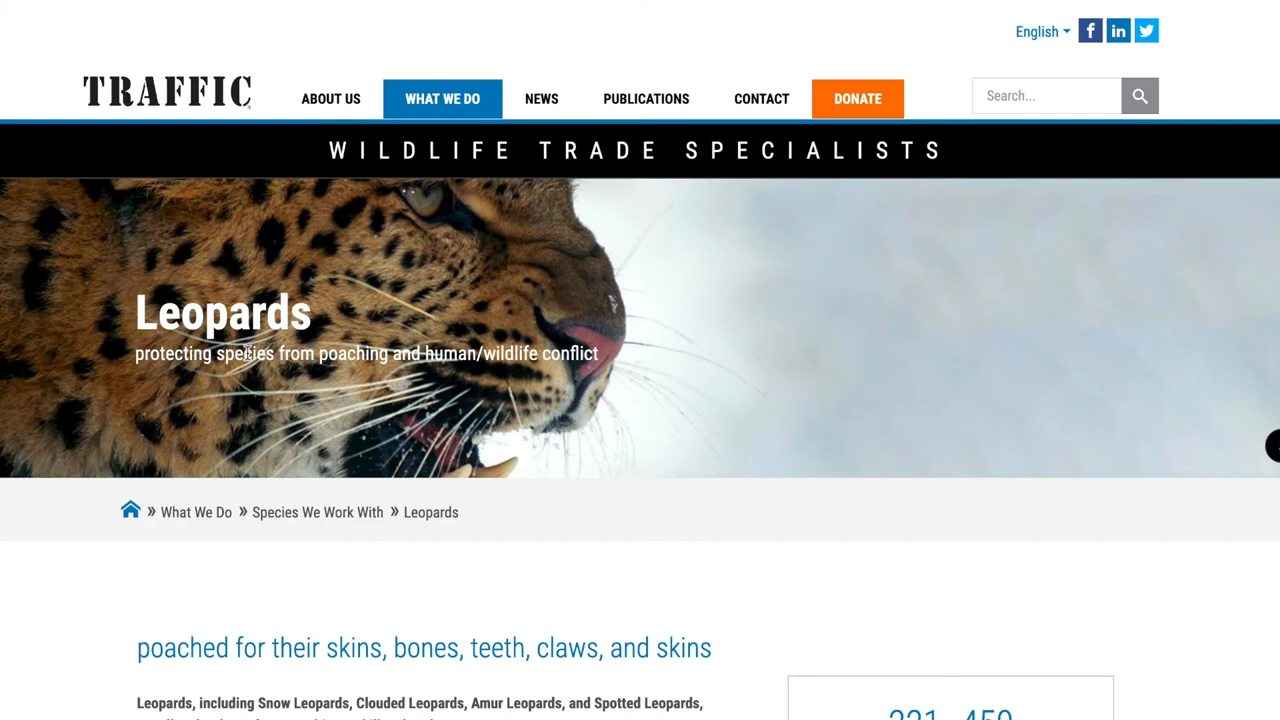 English
TRAFFIC
ABOUT US
WHAT WE DO
NEWS
PUBLICATIONS
CONTACT
DONATE
Search...
WILDLIFE TRADE SPECIALISTS
Leopards
protecting species from poaching and human/wildlife conflict
» What We Do » Species We Work With » Leopards
poached for their skins, bones, teeth, claws, and skins
Leopards, including Snow Leopards, Clouded Leopards, Amur Leopards, and Spotted Leopards,